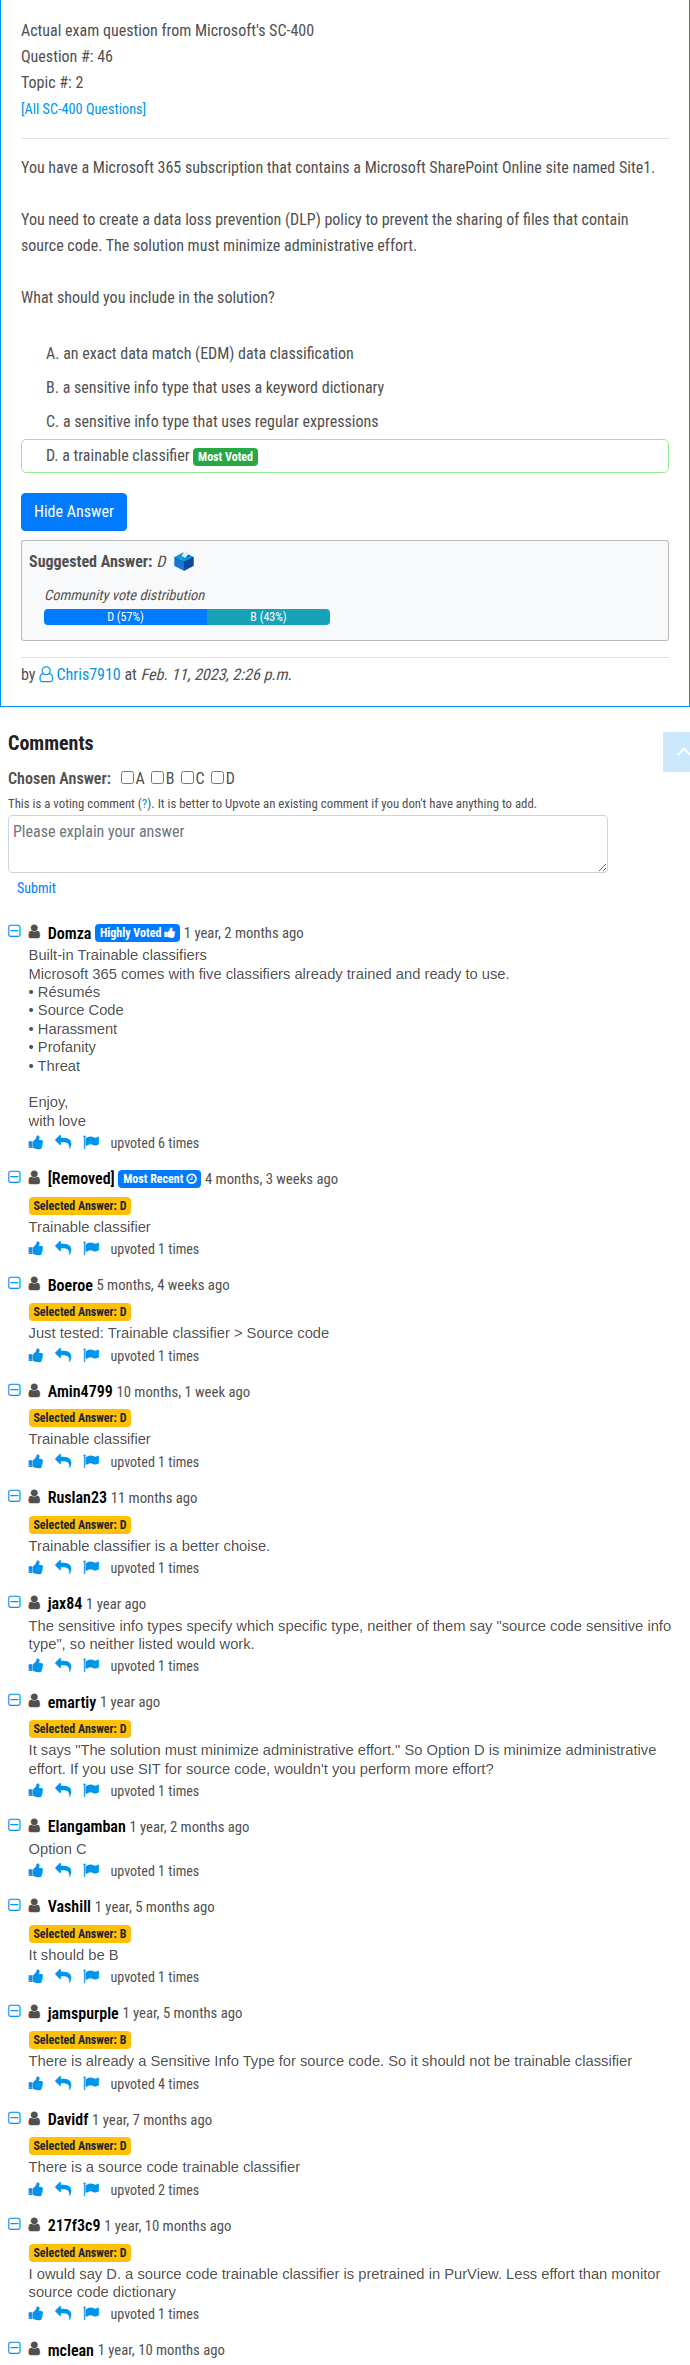 Actual exam question from Microsoft's SC-400
Question #: 46
Topic #: 2
[All SC-400 Questions]
You have a Microsoft 365 subscription that contains a Microsoft SharePoint Online site named Site1.
You need to create a data loss prevention (DLP) policy to prevent the sharing of files that contain
source code. The solution must minimize administrative effort.
What should you include in the solution?
A. an exact data match (EDM) data classification
B. a sensitive info type that uses a keyword dictionary
C. a sensitive info type that uses regular expressions
D. a trainable classifier Most Voted
Hide Answer
Suggested Answer: D
Community vote distribution
D (57%) B (43%)
by Chris7910 at Feb. 11, 2023, 2:26 p.m.
Comments
Chosen Answer: A B C D
This is a voting comment (?). It is better to Upvote an existing comment if you don't have anything to add.
Please explain your answer
Submit
Domza Highly Voted 1 year, 2 months ago
Built-in Trainable classifiers
Microsoft 365 comes with five classifiers already trained and ready to use.
• Résumés
• Source Code
• Harassment
• Profanity
• Threat
Enjoy,
with love
upvoted 6 times
[Removed] Most Recent 4 months, 3 weeks ago
Selected Answer: D
Trainable classifier
upvoted 1 times
Boeroe 5 months, 4 weeks ago
Selected Answer: D
Just tested: Trainable classifier > Source code
upvoted 1 times
Amin4799 10 months, 1 week ago
Selected Answer: D
Trainable classifier
upvoted 1 times
Ruslan23 11 months ago
Selected Answer: D
Trainable classifier is a better choise.
upvoted 1 times
jax84 1 year ago
The sensitive info types specify which specific type, neither of them say "source code sensitive info
type", so neither listed would work.
upvoted 1 times
emartiy 1 year ago
Selected Answer: D
It says "The solution must minimize administrative effort." So Option D is minimize administrative
effort. If you use SIT for source code, wouldn't you perform more effort?
upvoted 1 times
Elangamban 1 year, 2 months ago
Option C
upvoted 1 times
Vashill 1 year, 5 months ago
Selected Answer: B
It should be B
upvoted 1 times
jamspurple 1 year, 5 months ago
Selected Answer: B
There is already a Sensitive Info Type for source code. So it should not be trainable classifier
upvoted 4 times
Davidf 1 year, 7 months ago
Selected Answer: D
There is a source code trainable classifier
upvoted 2 times
217f3c9 1 year, 10 months ago
Selected Answer: D
I owuld say D. a source code trainable classifier is pretrained in PurView. Less effort than monitor
source code dictionary
upvoted 1 times
mclean 1 year, 10 months ago